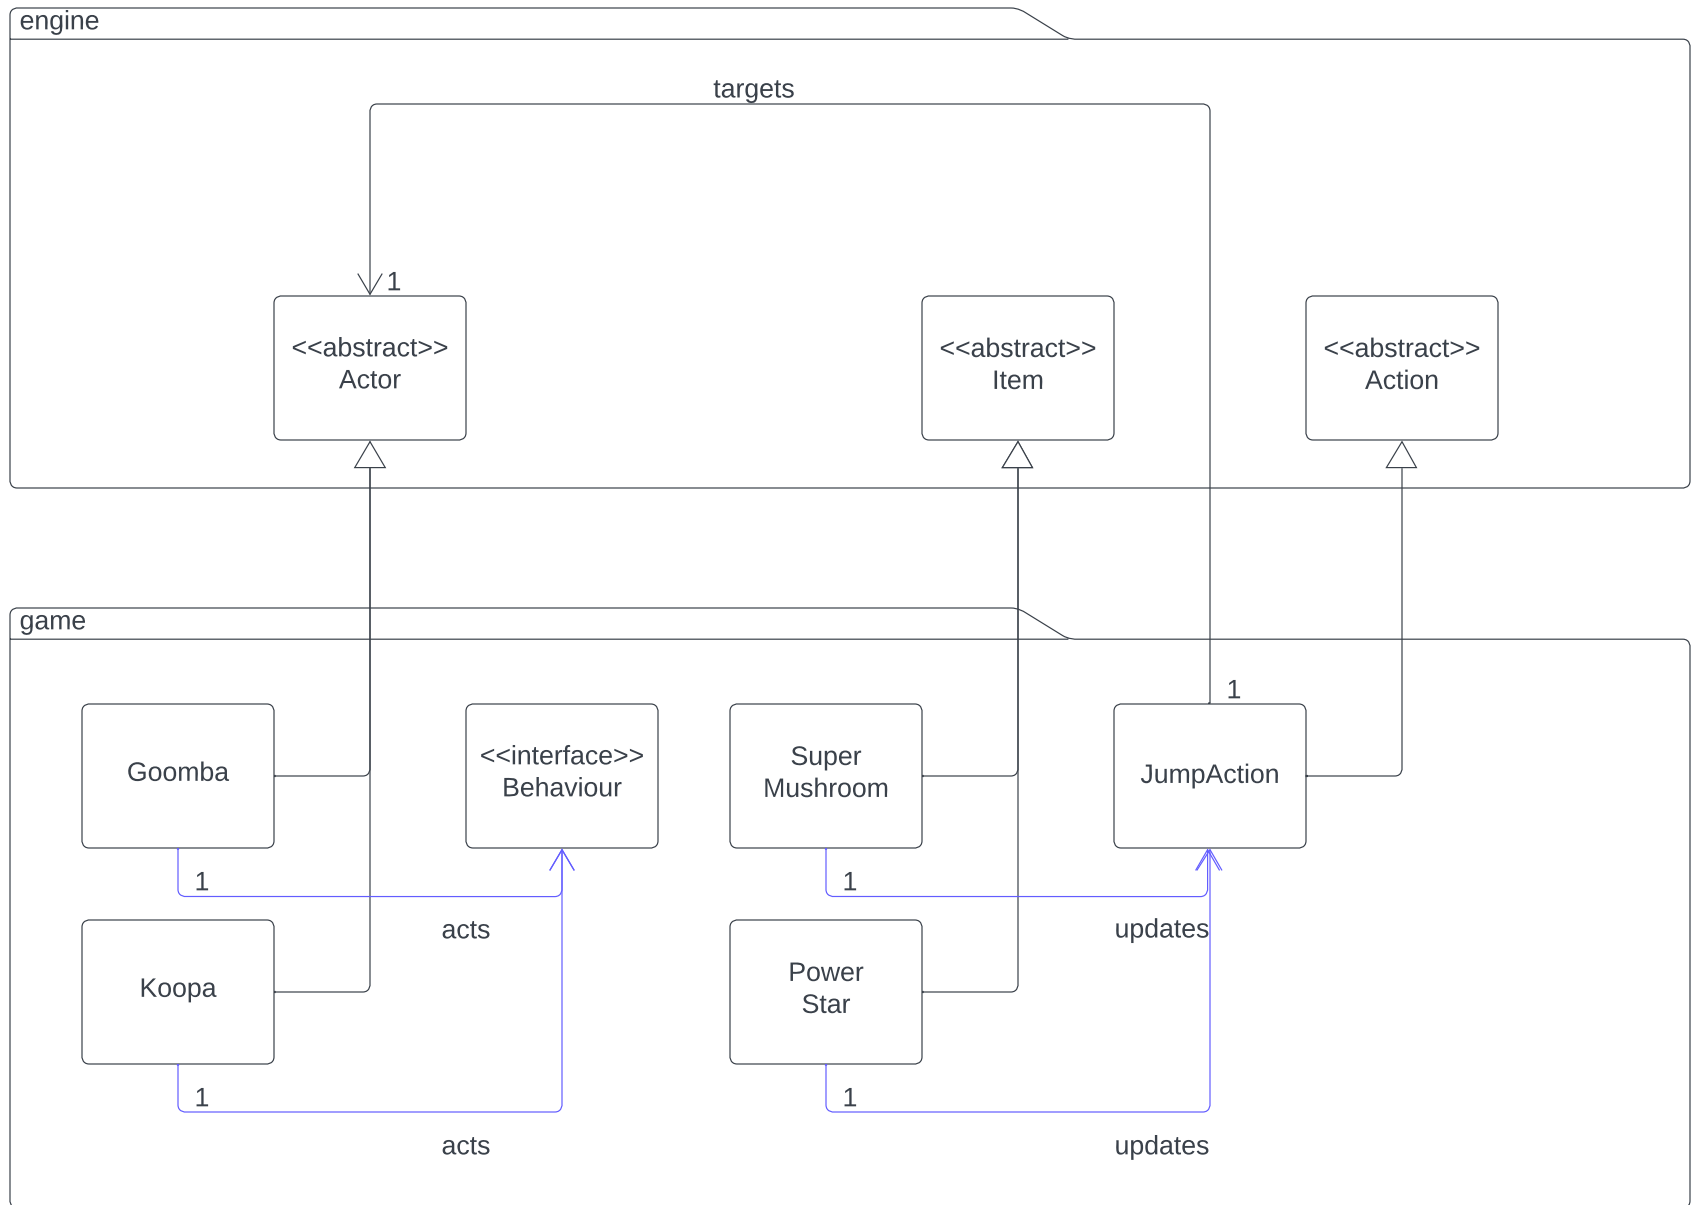 engine
targets
1
<<abstract>>
Actor
<<abstract>>
Item
<<abstract>>
Action
game
1
Goomba
<<interface>>
Behaviour
Super
Mushroom
JumpAction
1
acts
1
updates
Koopa
Power
Star
1
acts
1
updates